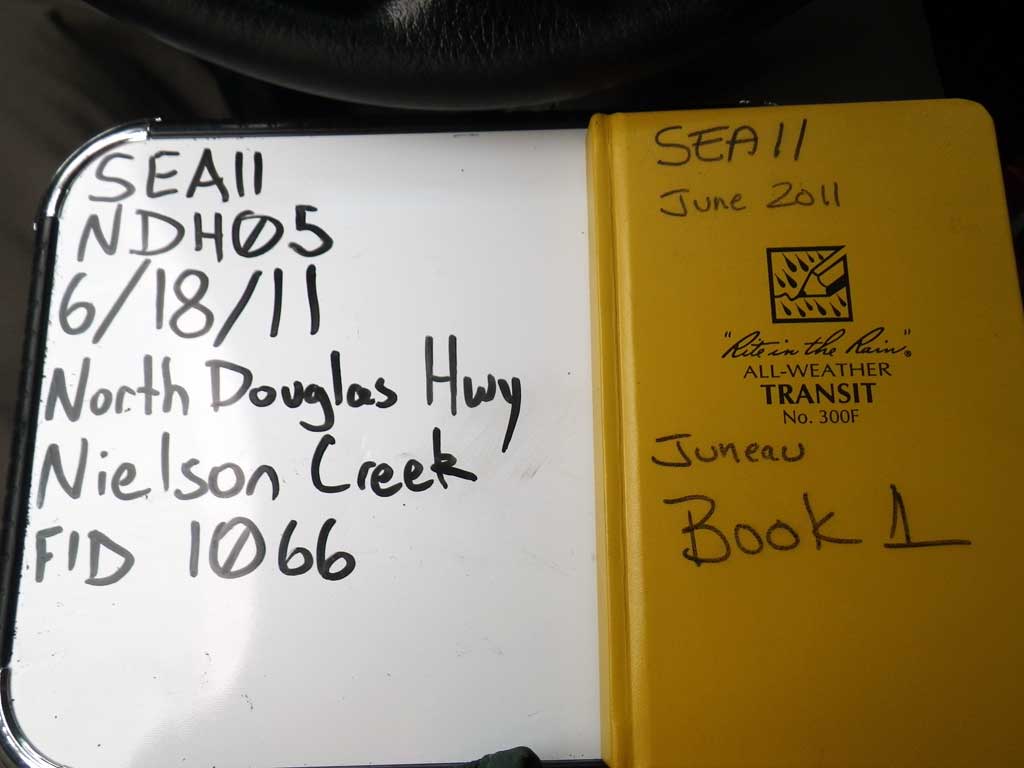 SEA11
NDH05
6/18/11
North Douglas Hwy
Nielson Creek
FID 1066
SEA11
June 2011
"Rite in the Rain"®
ALL-WEATHER
TRANSIT
No. 300F
Juneau
Book 1